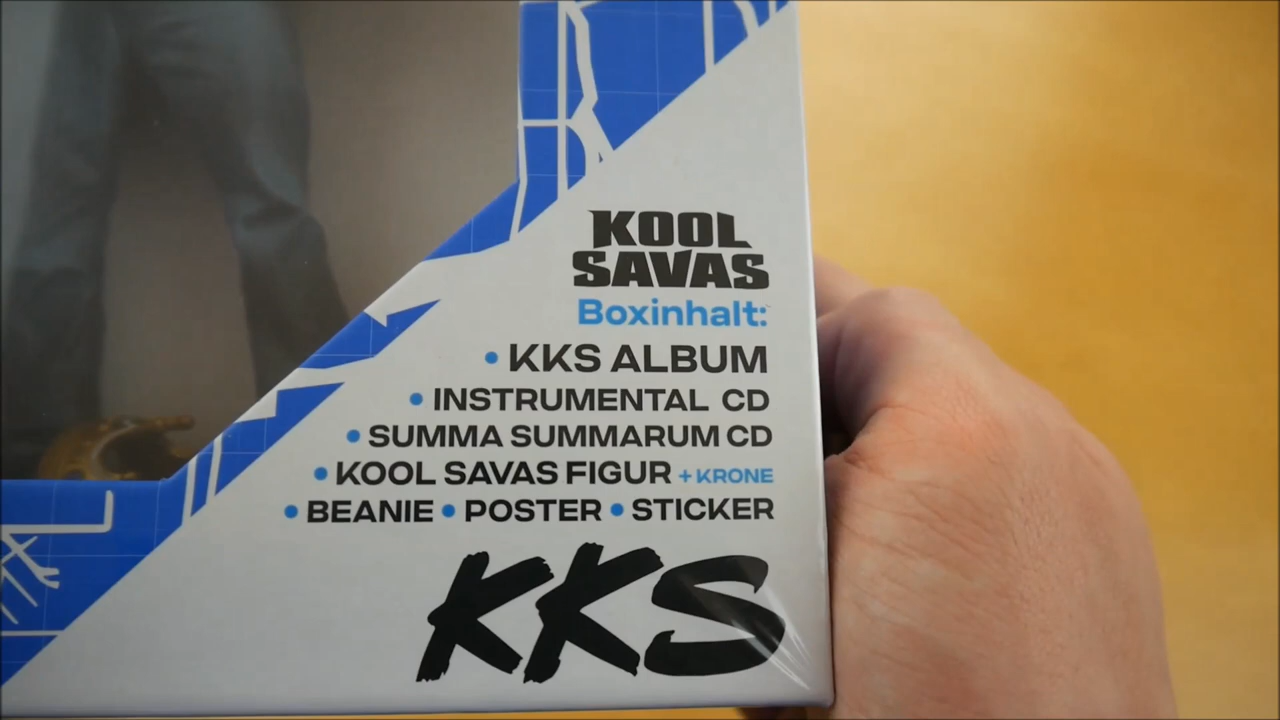 KOOL
SAVAS
Boxinhalt:
• KKS ALBUM
• INSTRUMENTAL CD
• SUMMA SUMMARUM CD
• KOOL SAVAS FIGUR + KRONE
• BEANIE • POSTER • STICKER
KKS